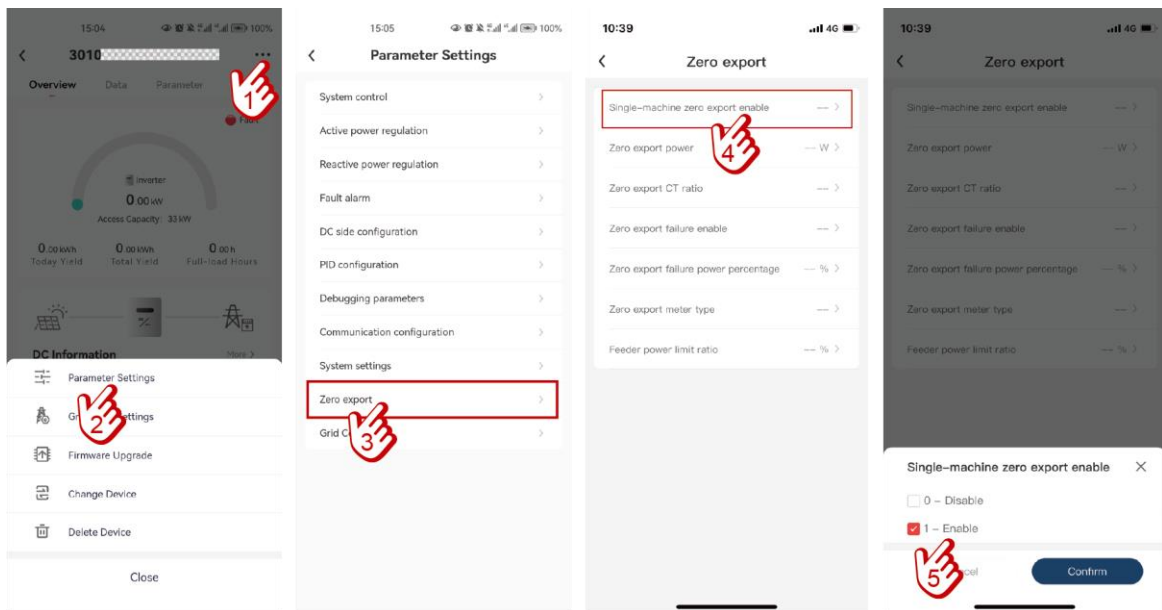 15:04
100%
3010
Overview Data Parameter
1
Fault
Inverter
0.00 kW
Access Capacity: 33 kW
0.00 kWh 0.00 kWh 0.00 h
Today Yield Total Yield Full-load Hours
DC Information More >
Parameter Settings
2
Gr ettings
Firmware Upgrade
Change Device
Delete Device
Close
15:05
100%
Parameter Settings
System control
Active power regulation
Reactive power regulation
Fault alarm
DC side configuration
PID configuration
Debugging parameters
Communication configuration
System settings
Zero export
Grid C
3
10:39
4G
Zero export
Single-machine zero export enable --
4
Zero export power -- W
Zero export CT ratio --
Zero export failure enable --
Zero export failure power percentage -- %
Zero export meter type --
Feeder power limit ratio -- %
10:39
4G
Zero export
Single-machine zero export enable --
Zero export power -- W
Zero export CT ratio --
Zero export failure enable --
Zero export failure power percentage -- %
Zero export meter type --
Feeder power limit ratio -- %
Single-machine zero export enable
0 - Disable
1 - Enable
5
cel Confirm